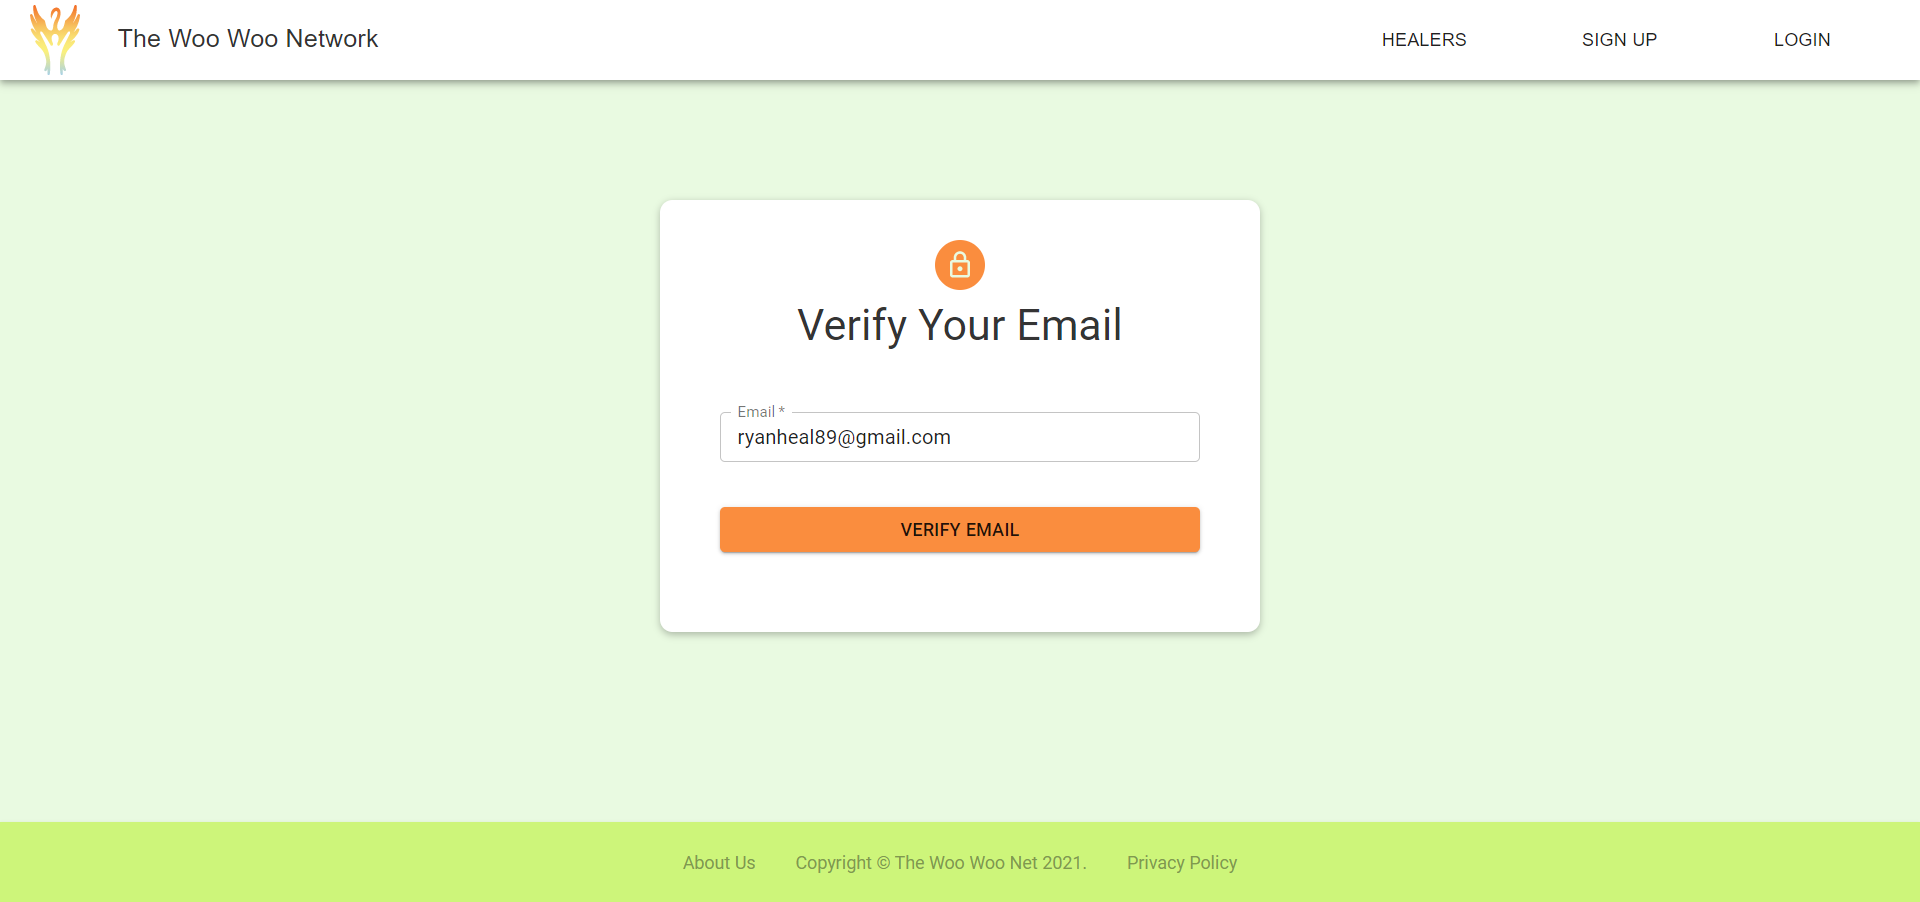 The Woo Woo Network
HEALERS
SIGN UP
LOGIN
Verify Your Email
Email *
ryanheal89@gmail.com
VERIFY EMAIL
About Us
Copyright © The Woo Woo Net 2021.
Privacy Policy